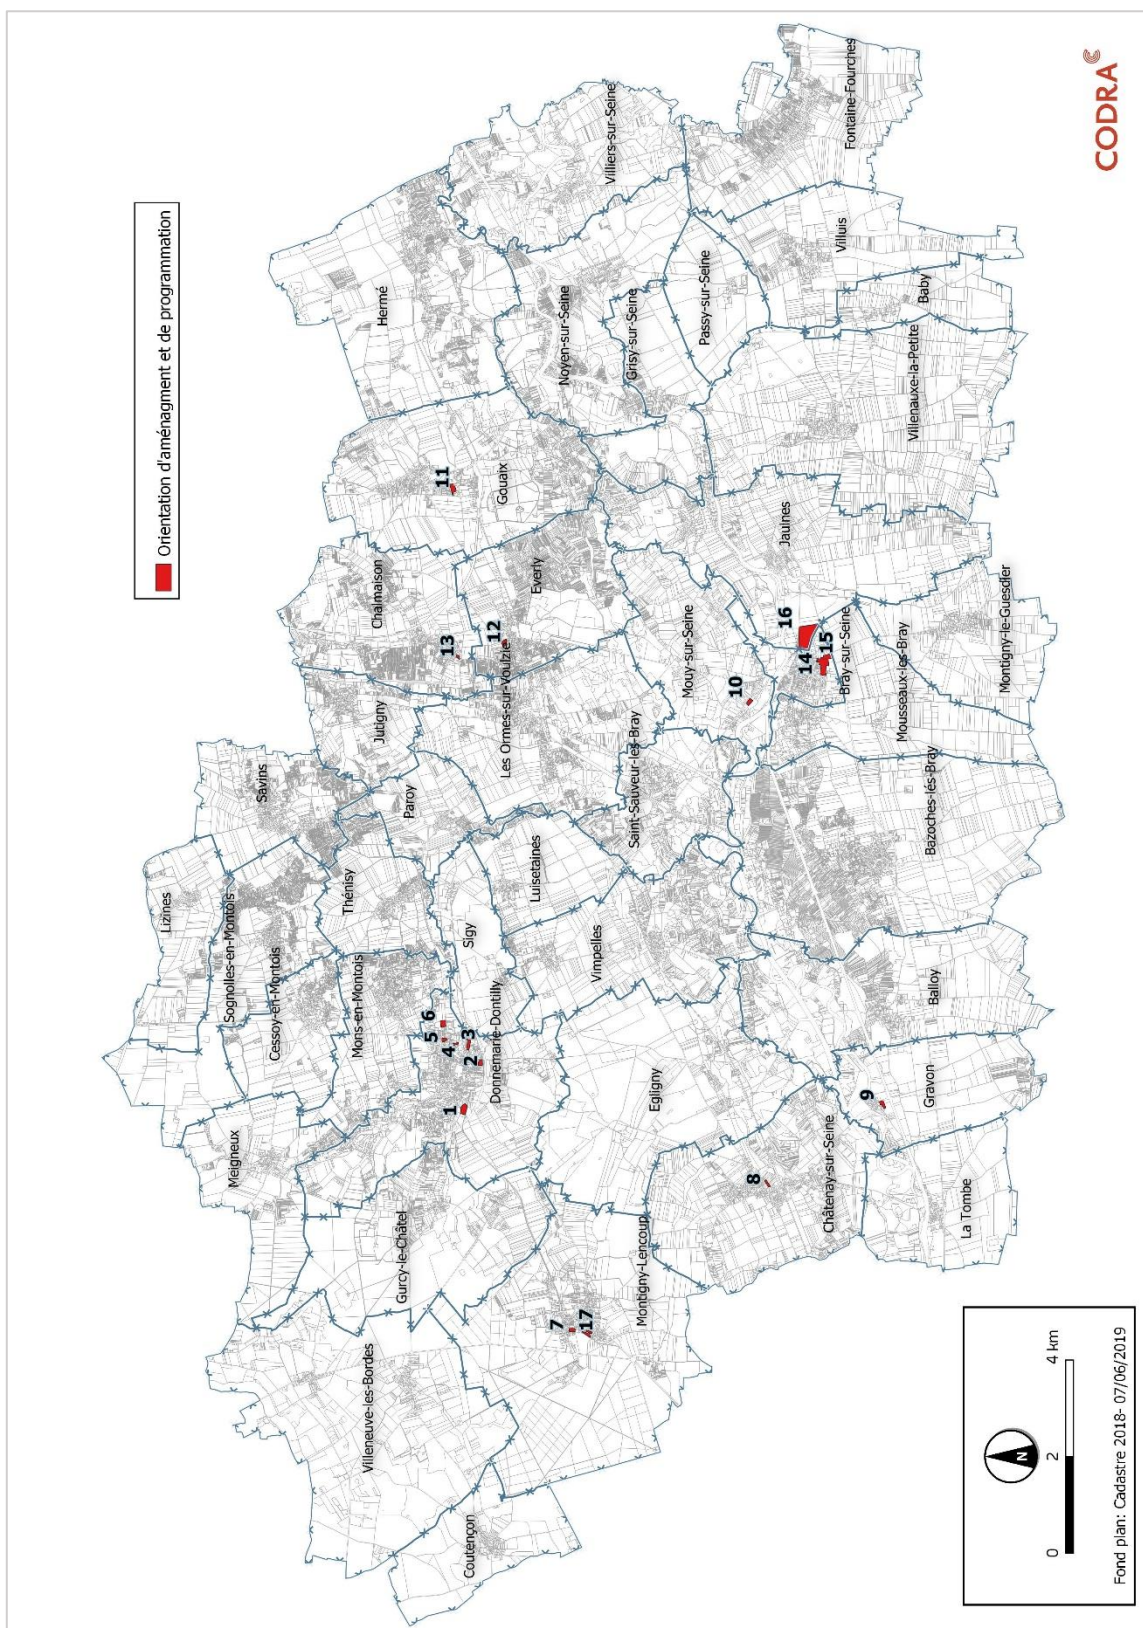 Orientation d'aménagment et de programmation
Coutençon
Villeneuve-les-Bordes
Gurcy-le-Châtel
Meigneux
Lizines
Sognolles-en-Montois
Cessoy-en-Montois
Mons-en-Montois
Thénisy
Savins
Jutigny
Paroy
Chalmaison
Hermé
Gouaix
11
13
12
Everly
Les Ormes-sur-Voulzie
Sigy
Donnemarie-Dontilly
1
2
3
4
5
6
Luisetaines
Vimpelles
Egligny
Montigny-Lencoup
7
17
Saint-Sauveur-les-Bray
Mouy-sur-Seine
10
Noyen-sur-Seine
Grisy-sur-Seine
Villiers-sur-Seine
Passy-sur-Seine
Fontaine-Fourches
Villuis
Baby
Villenauxe-la-Petite
Jaulnes
16
14
15
Bray-sur-Seine
Mousseaux-les-Bray
Montigny-le-Guesdier
Bazoches-lés-Bray
Balloy
Gravon
9
La Tombe
Châtenay-sur-Seine
8
N
0 2 4 km
Fond plan: Cadastre 2018- 07/06/2019
CODRA